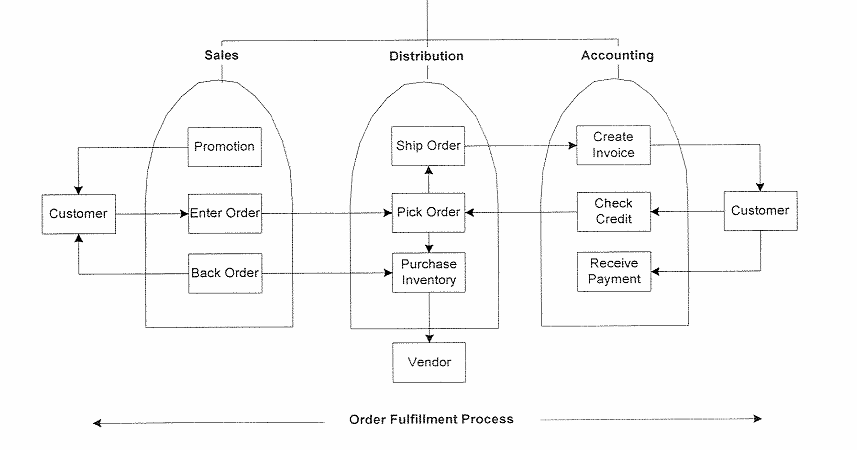 Sales
Distribution
Accounting
Promotion
Ship Order
Create
Invoice
Customer
Enter Order
Pick Order
Check
Credit
Customer
Back Order
Purchase
Inventory
Receive
Payment
Vendor
Order Fulfillment Process